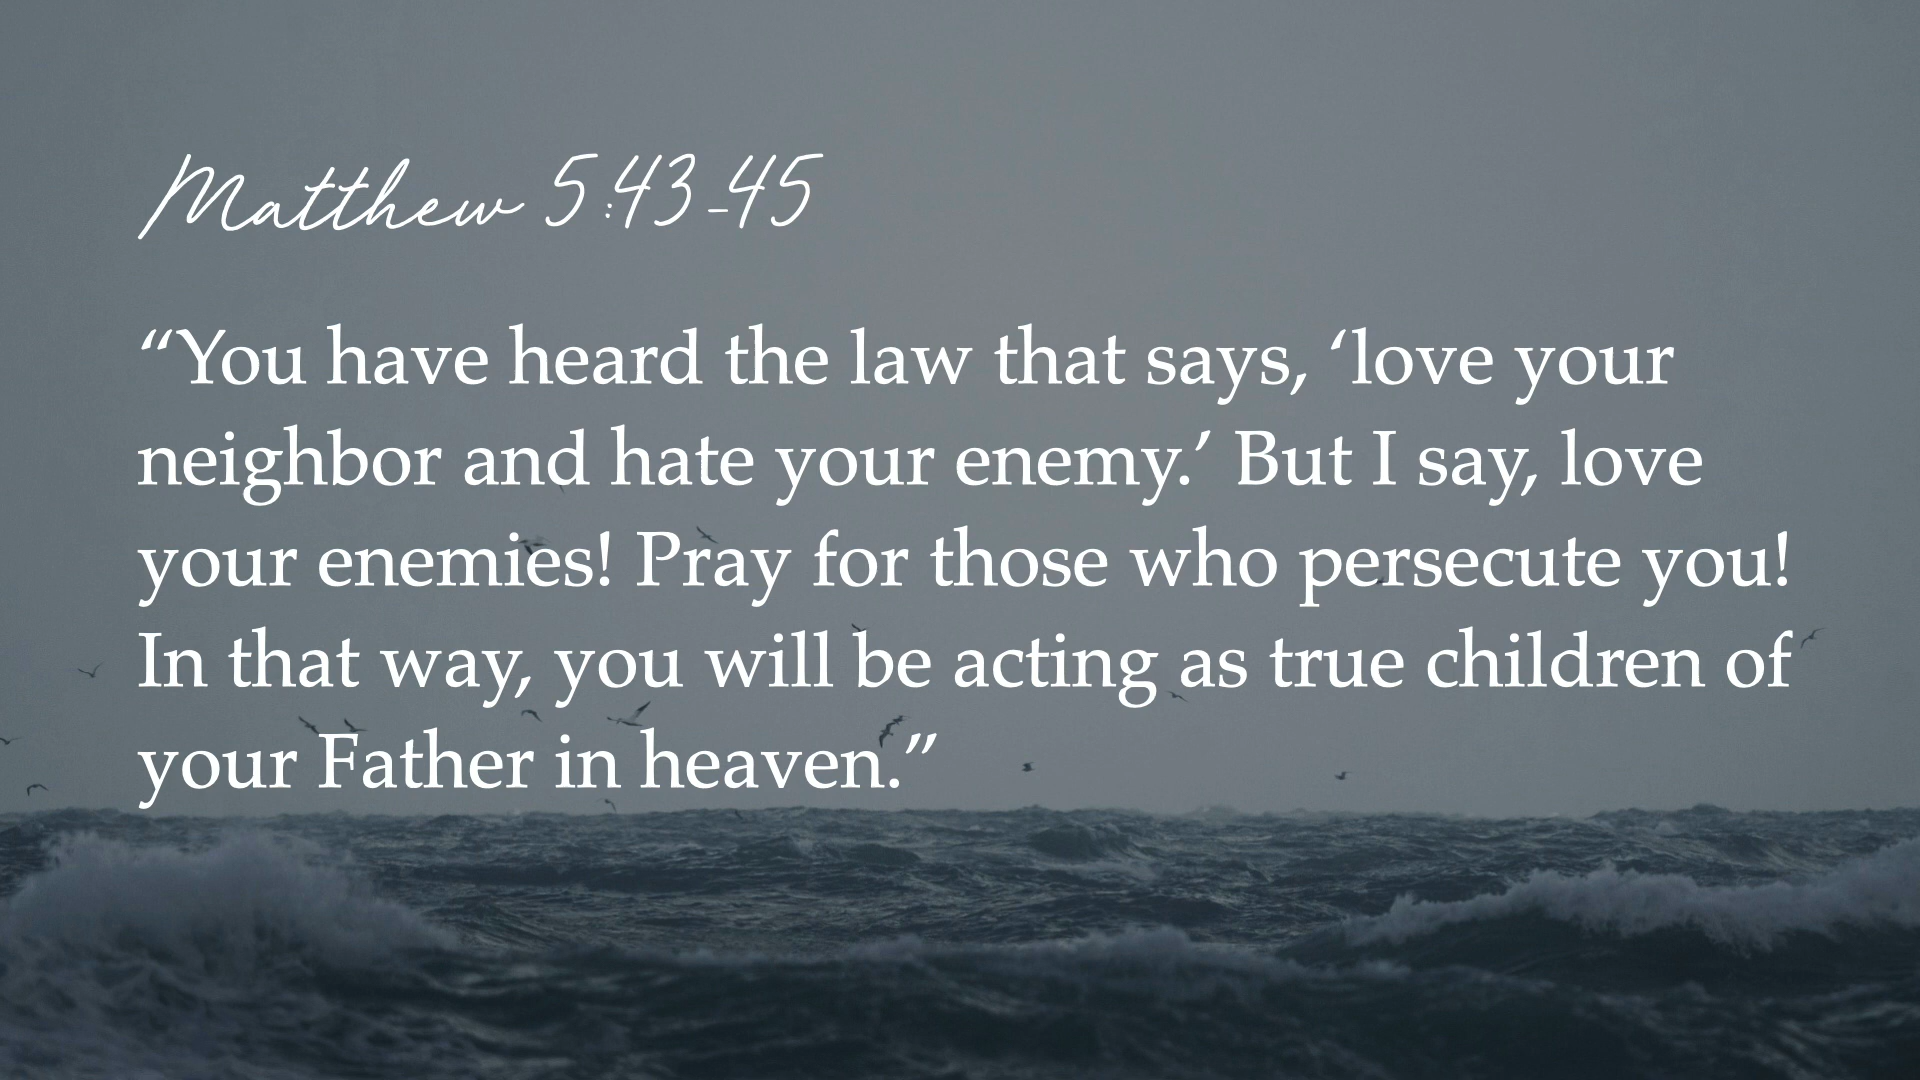 Matthew 5:43-45
“You have heard the law that says, ‘love your
neighbor and hate your enemy.’ But I say, love
your enemies! Pray for those who persecute you!
In that way, you will be acting as true children of
your Father in heaven.”